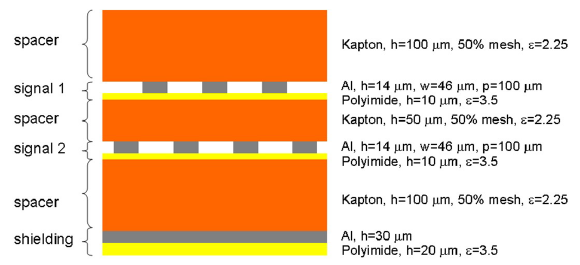 spacer Kapton, h=100 μm, 50% mesh, ε=2.25
signal 1 Al, h=14 μm, w=46 μm, p=100 μm
Polyimide, h=10 μm, ε=3.5
spacer Kapton, h=50 μm, 50% mesh, ε=2.25
signal 2 Al, h=14 μm, w=46 μm, p=100 μm
Polyimide, h=10 μm, ε=3.5
spacer Kapton, h=100 μm, 50% mesh, ε=2.25
shielding Al, h=30 μm
Polyimide, h=20 μm, ε=3.5